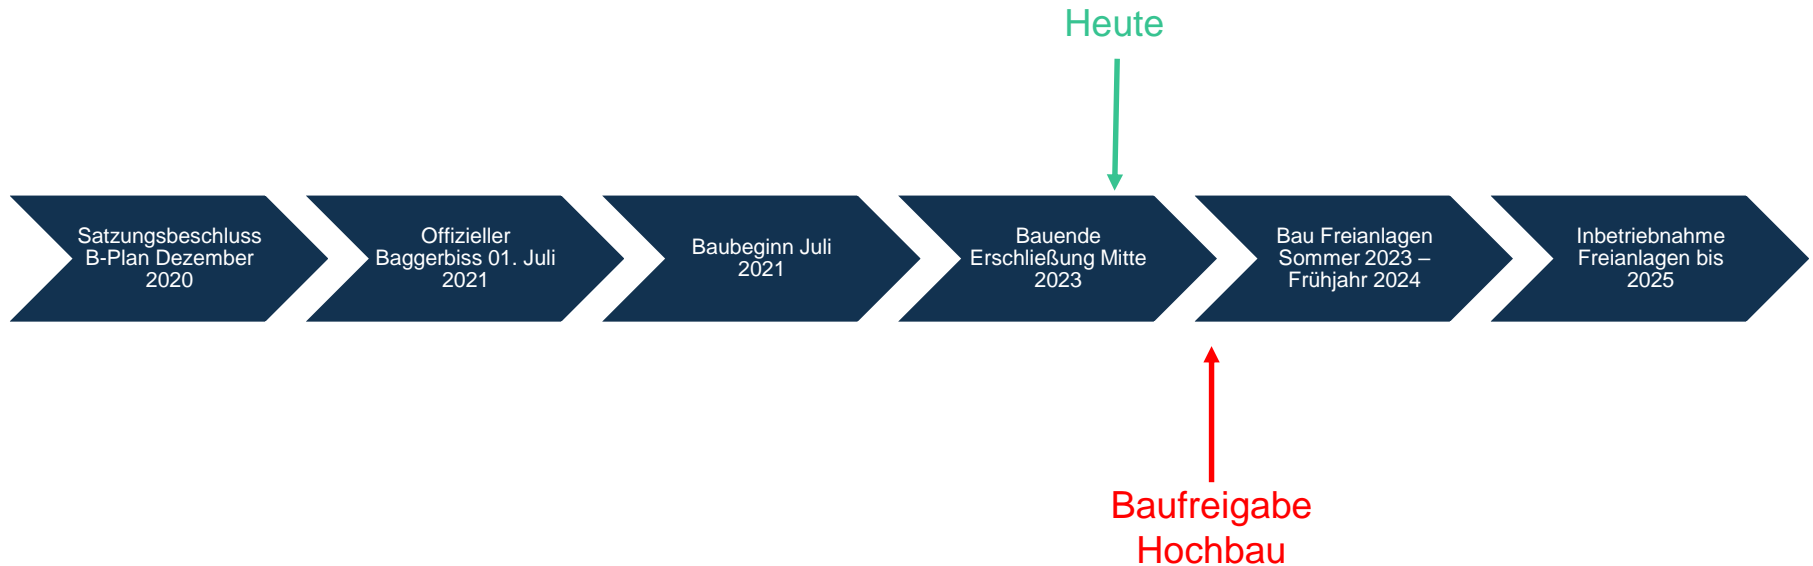 Heute
Satzungsbeschluss
B-Plan Dezember
2020
Offizieller
Baggerbiss 01. Juli
2021
Baubeginn Juli
2021
Bauende
Erschließung Mitte
2023
Bau Freianlagen
Sommer 2023 –
Frühjahr 2024
Inbetriebnahme
Freianlagen bis
2025
Baufreigabe
Hochbau